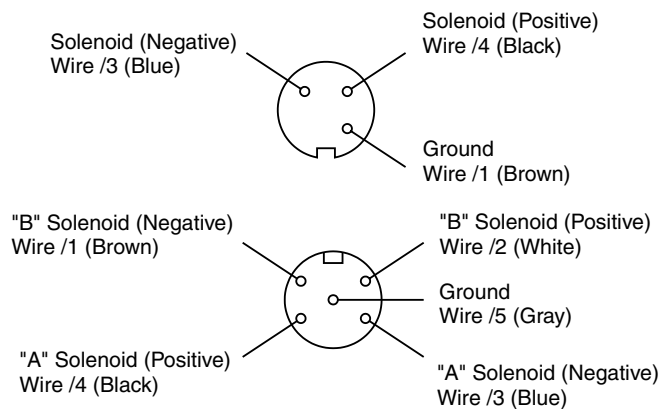 Solenoid (Negative)
Wire /3 (Blue)
Solenoid (Positive)
Wire /4 (Black)
Ground
Wire /1 (Brown)
"B" Solenoid (Negative)
Wire /1 (Brown)
"B" Solenoid (Positive)
Wire /2 (White)
Ground
Wire /5 (Gray)
"A" Solenoid (Positive)
Wire /4 (Black)
"A" Solenoid (Negative)
Wire /3 (Blue)